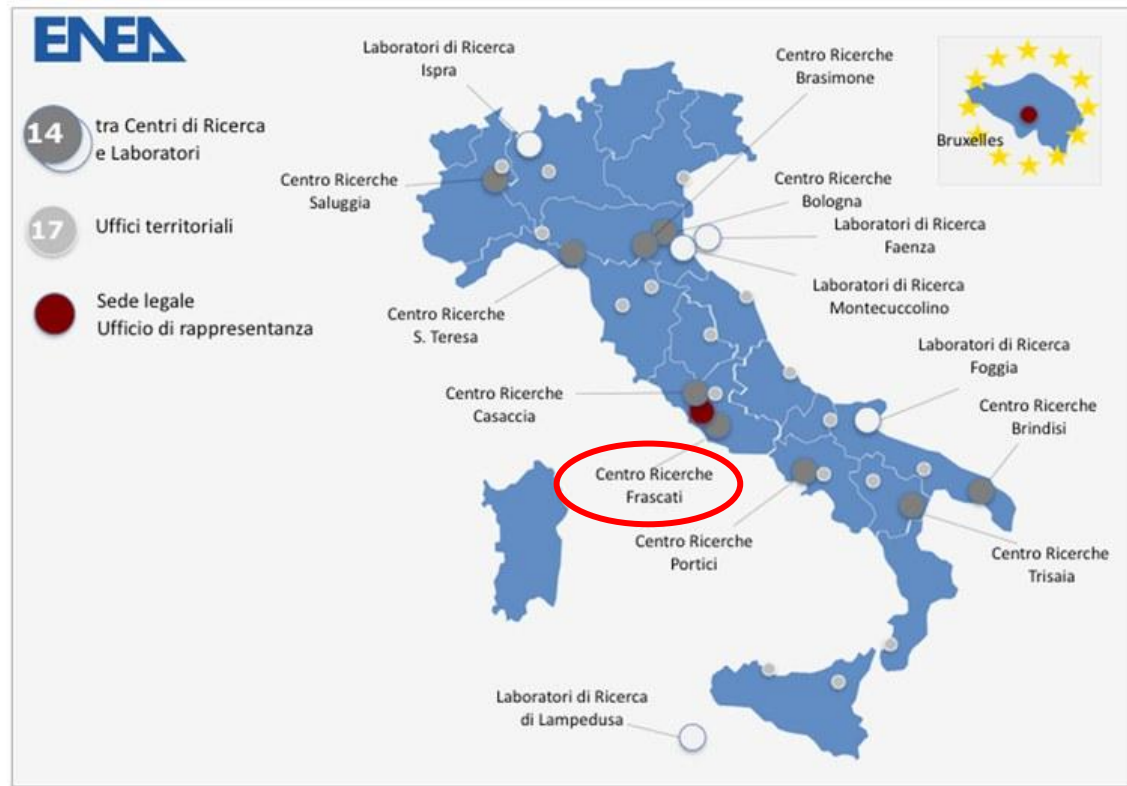 ENEA
14
tra Centri di Ricerca
e Laboratori
17
Uffici territoriali
Sede legale
Ufficio di rappresentanza
Laboratori di Ricerca
Ispra
Centro Ricerche
Brasimone
Bruxelles
Centro Ricerche
Saluggia
Centro Ricerche
Bologna
Laboratori di Ricerca
Faenza
Laboratori di Ricerca
Montecuccolino
Centro Ricerche
S. Teresa
Laboratori di Ricerca
Foggia
Centro Ricerche
Casaccia
Centro Ricerche
Brindisi
Centro Ricerche
Frascati
Centro Ricerche
Portici
Centro Ricerche
Trisaia
Laboratori di Ricerca
di Lampedusa